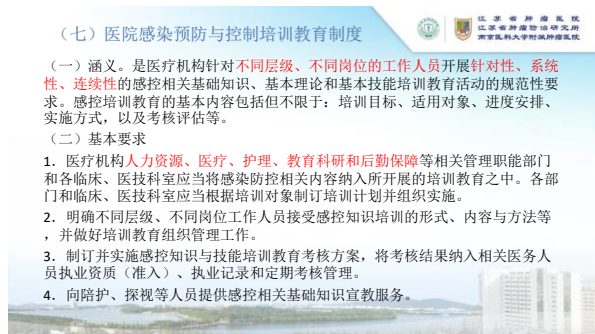 （七）医院感染预防与控制培训教育制度
江苏省肿瘤医院
江苏省肿瘤防治研究所
南京医科大学附属肿瘤医院
（一）涵义。是医疗机构针对不同层级、不同岗位的工作人员开展针对性、系统
性、连续性的感控相关基础知识、基本理论和基本技能培训教育活动的规范性要
求。感控培训教育的基本内容包括但不限于：培训目标、适用对象、进度安排、
实施方式，以及考核评估等。
（二）基本要求
1．医疗机构人力资源、医疗、护理、教育科研和后勤保障等相关管理职能部门
和各临床、医技科室应当将感染防控相关内容纳入所开展的培训教育之中。各部
门和临床、医技科室应当根据培训对象制订培训计划并组织实施。
2．明确不同层级、不同岗位工作人员接受感控知识培训的形式、内容与方法等
，并做好培训教育组织管理工作。
3．制订并实施感控知识与技能培训教育考核方案，将考核结果纳入相关医务人
员执业资质（准入）、执业记录和定期考核管理。
4．向陪护、探视等人员提供感控相关基础知识宣教服务。